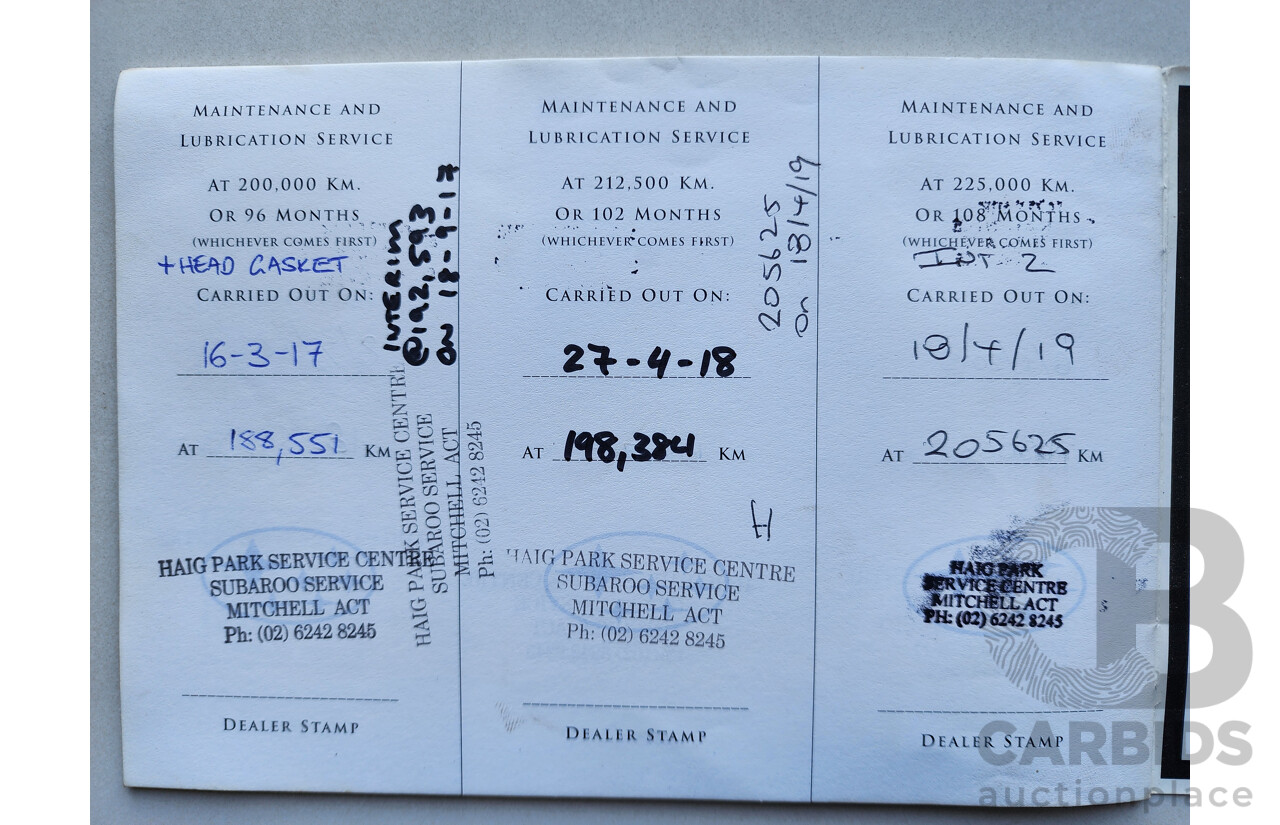 MAINTENANCE AND
LUBRICATION SERVICE
AT 200,000 KM.
OR 96 MONTHS
(WHICHEVER COMES FIRST)
+HEAD GASKET
CARRIED OUT ON:
16-3-17
AT 188,551 KM
HAIG PARK SERVICE CENTRE
SUBAROO SERVICE
MITCHELL ACT
Ph: (02) 6242 8245
DEALER STAMP
INTERIM
@192,593
ON 18-9-17
HAIG PARK SERVICE CENTRE
SUBAROO SERVICE
MITCHELL ACT
Ph: (02) 6242 8245
MAINTENANCE AND
LUBRICATION SERVICE
AT 212,500 KM.
OR 102 MONTHS
(WHICHEVER COMES FIRST)
CARRIED OUT ON:
27-4-18
AT 198,384 KM
HAIG PARK SERVICE CENTRE
SUBAROO SERVICE
MITCHELL ACT
Ph: (02) 6242 8245
DEALER STAMP
205625
on 18/4/19
MAINTENANCE AND
LUBRICATION SERVICE
AT 225,000 KM.
OR 108 MONTHS
(WHICHEVER COMES FIRST)
INT 2
CARRIED OUT ON:
18/4/19
AT 205625 KM
HAIG PARK
SERVICE CENTRE
MITCHELL ACT
PH: (02) 6242 8245
DEALER STAMP
CARBIDS
auctionplace